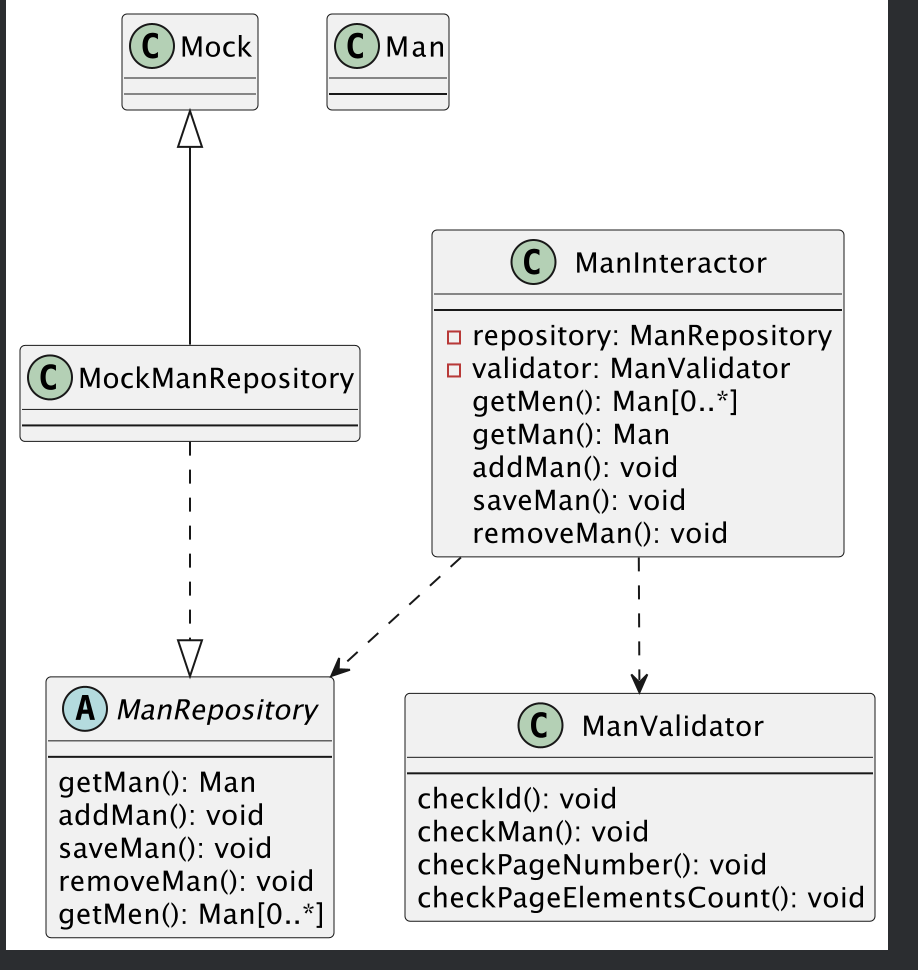 C Mock
C Man
C ManInteractor
repository: ManRepository
validator: ManValidator
getMen(): Man[0..*]
getMan(): Man
addMan(): void
saveMan(): void
removeMan(): void
C MockManRepository
A ManRepository
getMan(): Man
addMan(): void
saveMan(): void
removeMan(): void
getMen(): Man[0..*]
C ManValidator
checkId(): void
checkMan(): void
checkPageNumber(): void
checkPageElementsCount(): void